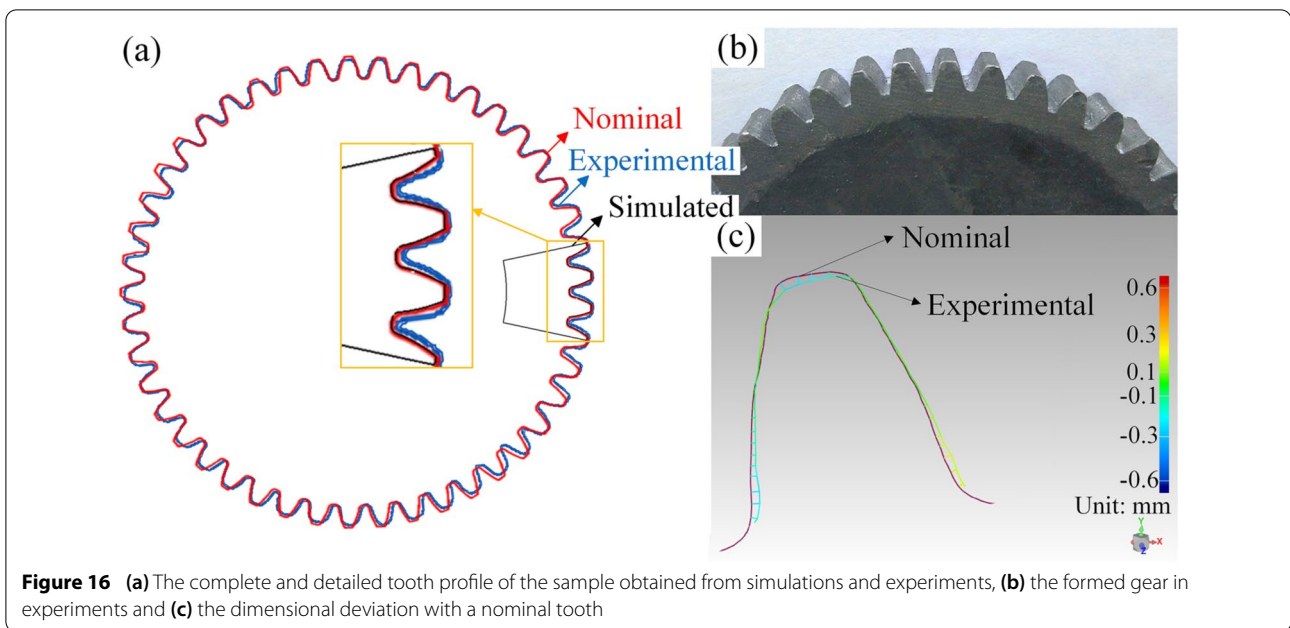 (a)
Nominal
Experimental
Simulated
(b)
(c)
Nominal
Experimental
0.6
0.3
0.1
-0.1
-0.3
-0.6
Unit: mm
Y
X
Z
Figure 16 (a) The complete and detailed tooth profile of the sample obtained from simulations and experiments, (b) the formed gear in
experiments and (c) the dimensional deviation with a nominal tooth